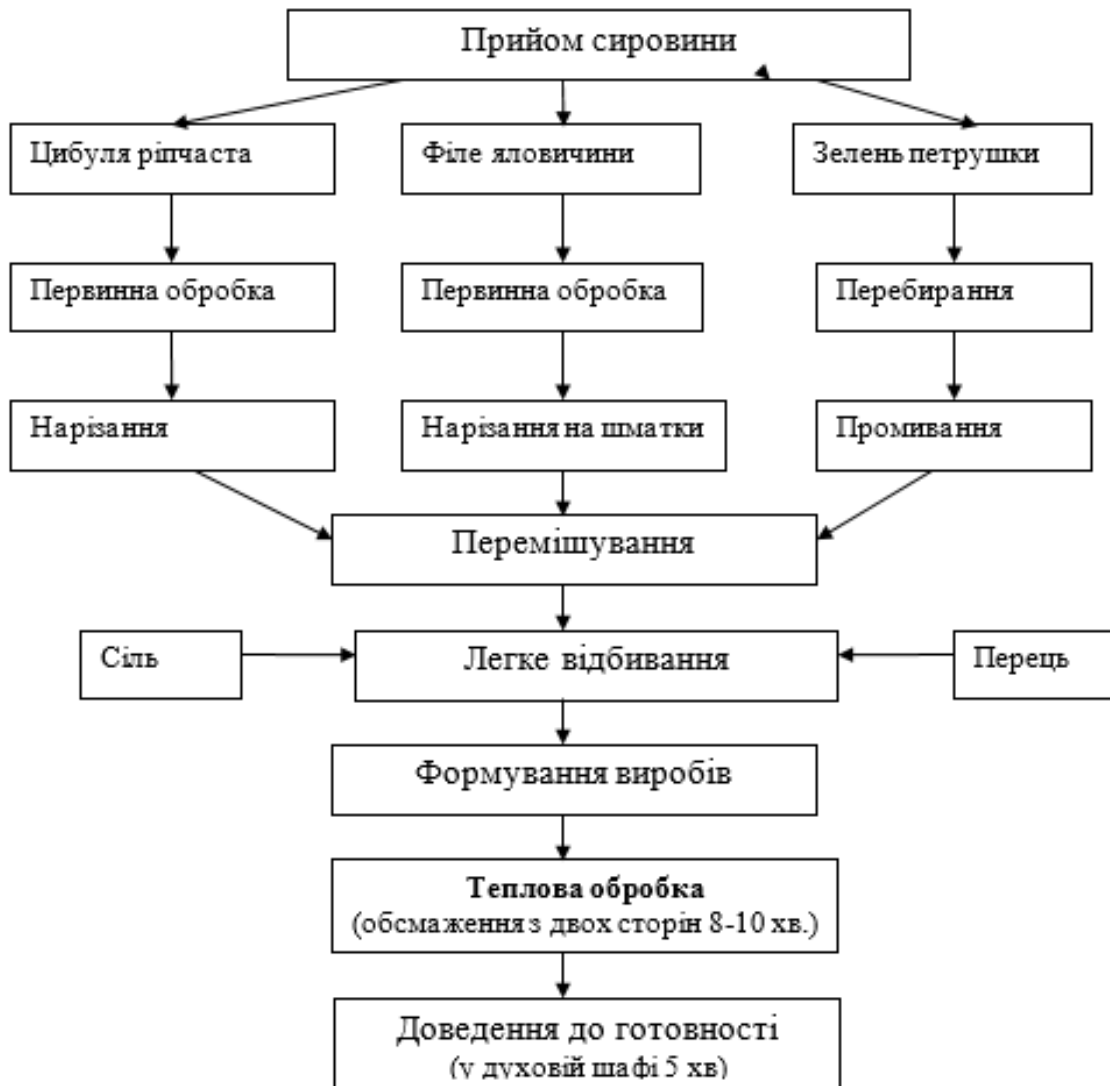 Прийом сировини
Цибуля ріпчаста
Філе яловичини
Зелень петрушки
Первинна обробка
Первинна обробка
Перебирання
Нарізання
Нарізання на шматки
Промивання
Перемішування
Сіль
Легке відбивання
Перець
Формування виробів
Теплова обробка
(обсмаження з двох сторін 8-10 хв.)
Доведення до готовності
(у духовій шафі 5 хв)